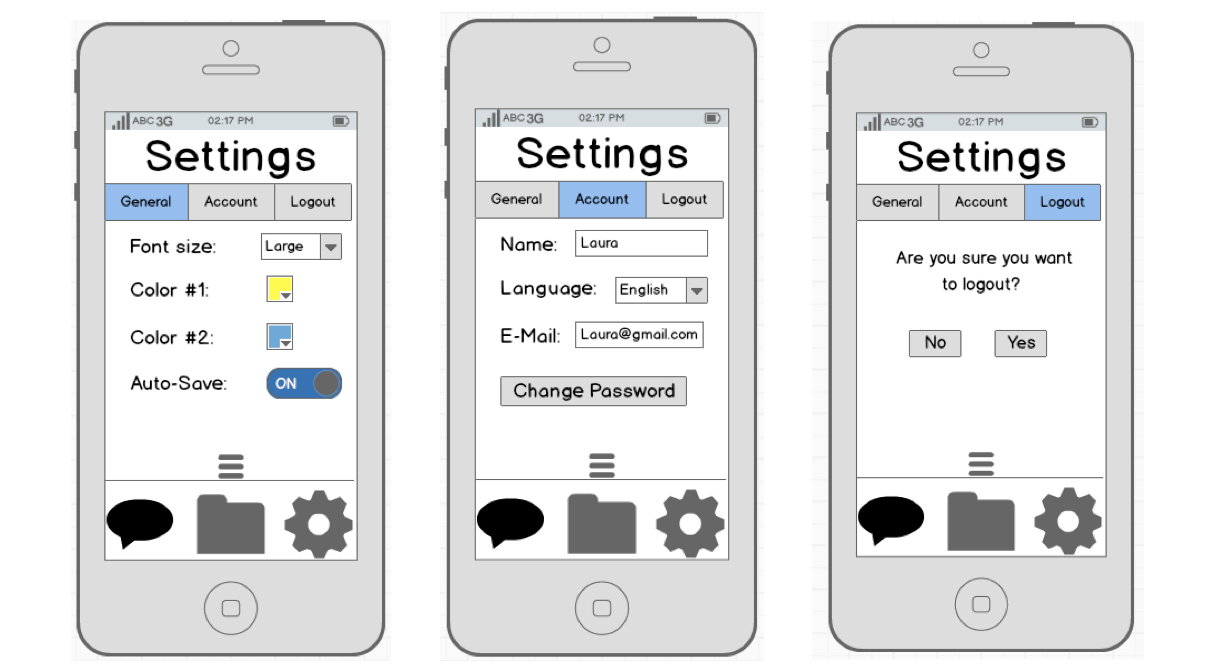 ABC 3G 02:17 PM
Settings
General Account Logout
Font size: Large
Color #1:
Color #2:
Auto-Save: ON
ABC 3G 02:17 PM
Settings
General Account Logout
Name: Laura
Language: English
E-Mail: Laura@gmail.com
Change Password
ABC 3G 02:17 PM
Settings
General Account Logout
Are you sure you want
to logout?
No Yes